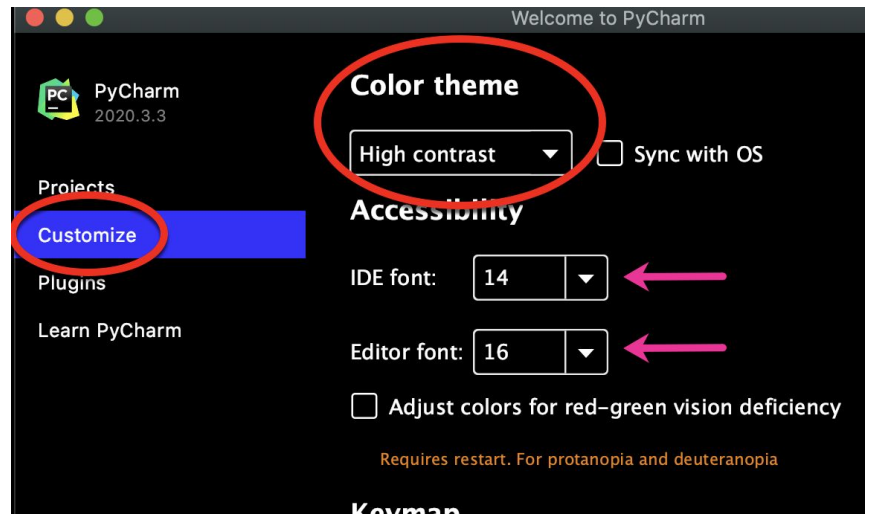 Welcome to PyCharm
PC PyCharm
2020.3.3
Projects
Customize
Plugins
Learn PyCharm
Color theme
High contrast Sync with OS
Accessibility
IDE font: 14
Editor font: 16
Adjust colors for red-green vision deficiency
Requires restart. For protanopia and deuteranopia
Keymap